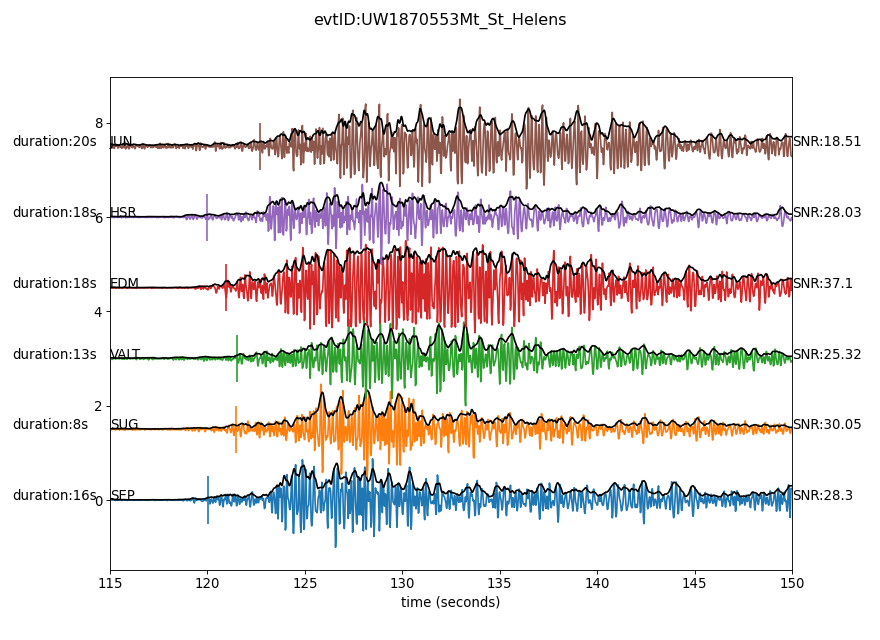 evtID:UW1870553Mt_St_Helens
8
duration:20s JUN SNR:18.51
duration:18s HSR SNR:28.03
6
duration:18s EDM SNR:37.1
4
duration:13s VALT SNR:25.32
2
duration:8s SUG SNR:30.05
duration:16s SEP SNR:28.3
0
115 120 125 130 135 140 145 150
time (seconds)